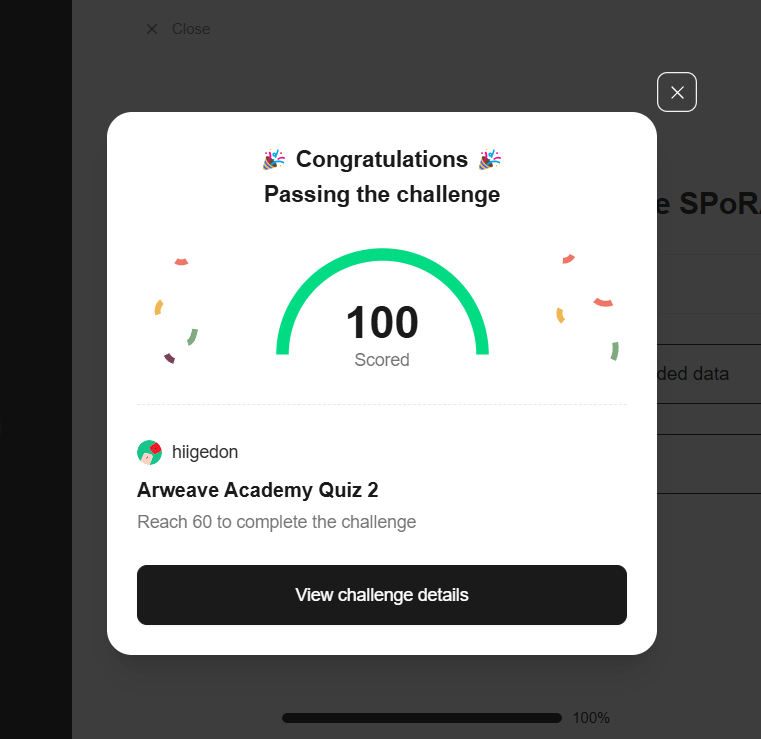 Close
Congratulations
Passing the challenge
e SPoR
100
Scored
ded data
hiigedon
Arweave Academy Quiz 2
Reach 60 to complete the challenge
View challenge details
100%